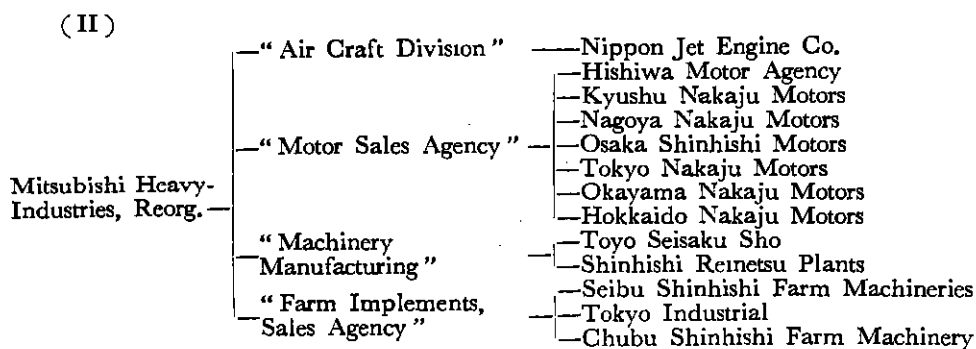 (II)
“ Air Craft Division ” Nippon Jet Engine Co.
Hishiwa Motor Agency
Kyushu Nakaju Motors
Nagoya Nakaju Motors
“ Motor Sales Agency ” Osaka Shinhishi Motors
Tokyo Nakaju Motors
Okayama Nakaju Motors
Hokkaido Nakaju Motors
Mitsubishi Heavy-
Industries, Reorg.
“ Machinery
Manufacturing ”
Toyo Seisaku Sho
Shinhishi Reinetsu Plants
“ Farm Implements,
Sales Agency ”
Seibu Shinhishi Farm Machineries
Tokyo Industrial
Chubu Shinhishi Farm Machinery